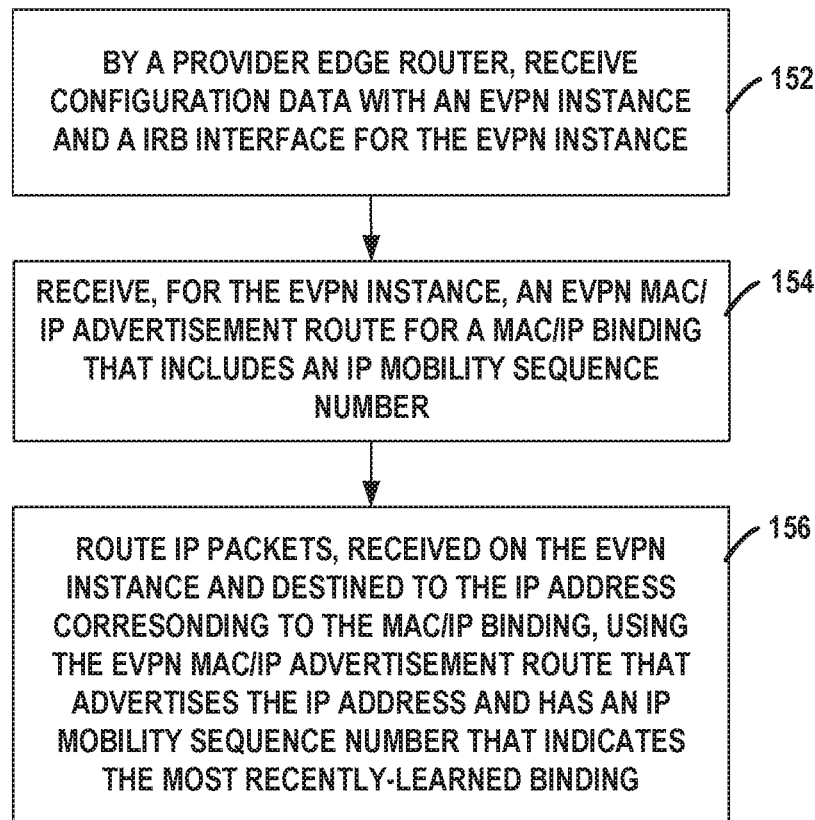 BY A PROVIDER EDGE ROUTER, RECEIVE
CONFIGURATION DATA WITH AN EVPN INSTANCE
AND A IRB INTERFACE FOR THE EVPN INSTANCE
152
RECEIVE, FOR THE EVPN INSTANCE, AN EVPN MAC/
IP ADVERTISEMENT ROUTE FOR A MAC/IP BINDING
THAT INCLUDES AN IP MOBILITY SEQUENCE
NUMBER
154
ROUTE IP PACKETS, RECEIVED ON THE EVPN
INSTANCE AND DESTINED TO THE IP ADDRESS
CORRESONDING TO THE MAC/IP BINDING, USING
THE EVPN MAC/IP ADVERTISEMENT ROUTE THAT
ADVERTISES THE IP ADDRESS AND HAS AN IP
MOBILITY SEQUENCE NUMBER THAT INDICATES
THE MOST RECENTLY-LEARNED BINDING
156